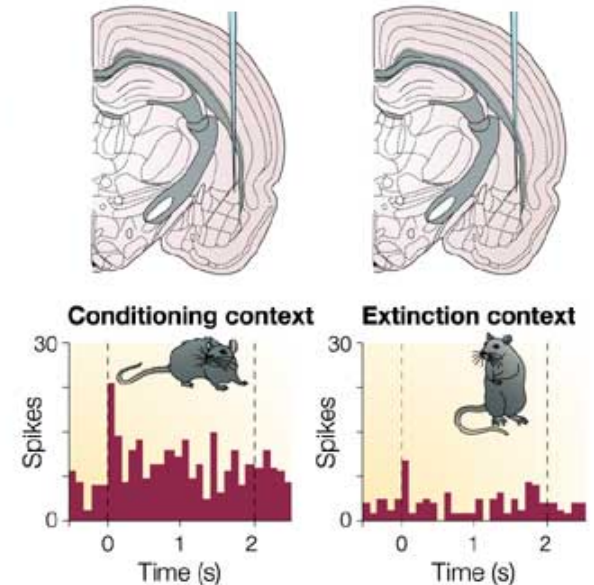 Conditioning context
Extinction context
30
Spikes
0
0 1 2
Time (s)
30
Spikes
0
0 1 2
Time (s)